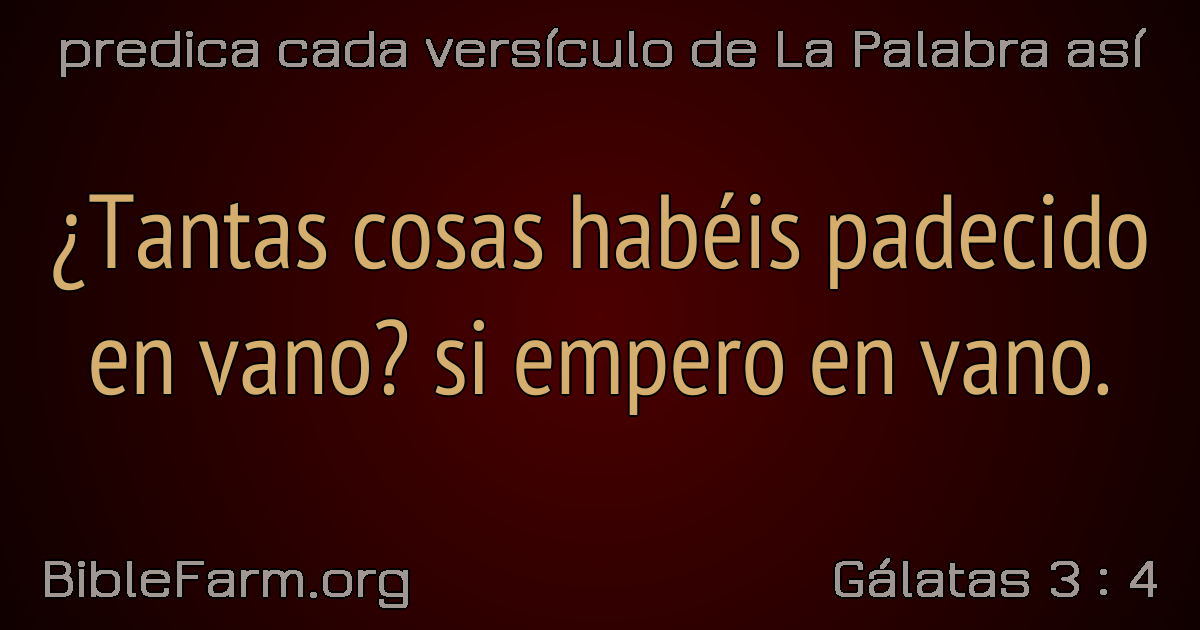 predica cada versículo de La Palabra así
¿Tantas cosas habéis padecido
en vano? si empero en vano.
BibleFarm.org
Gálatas 3 : 4